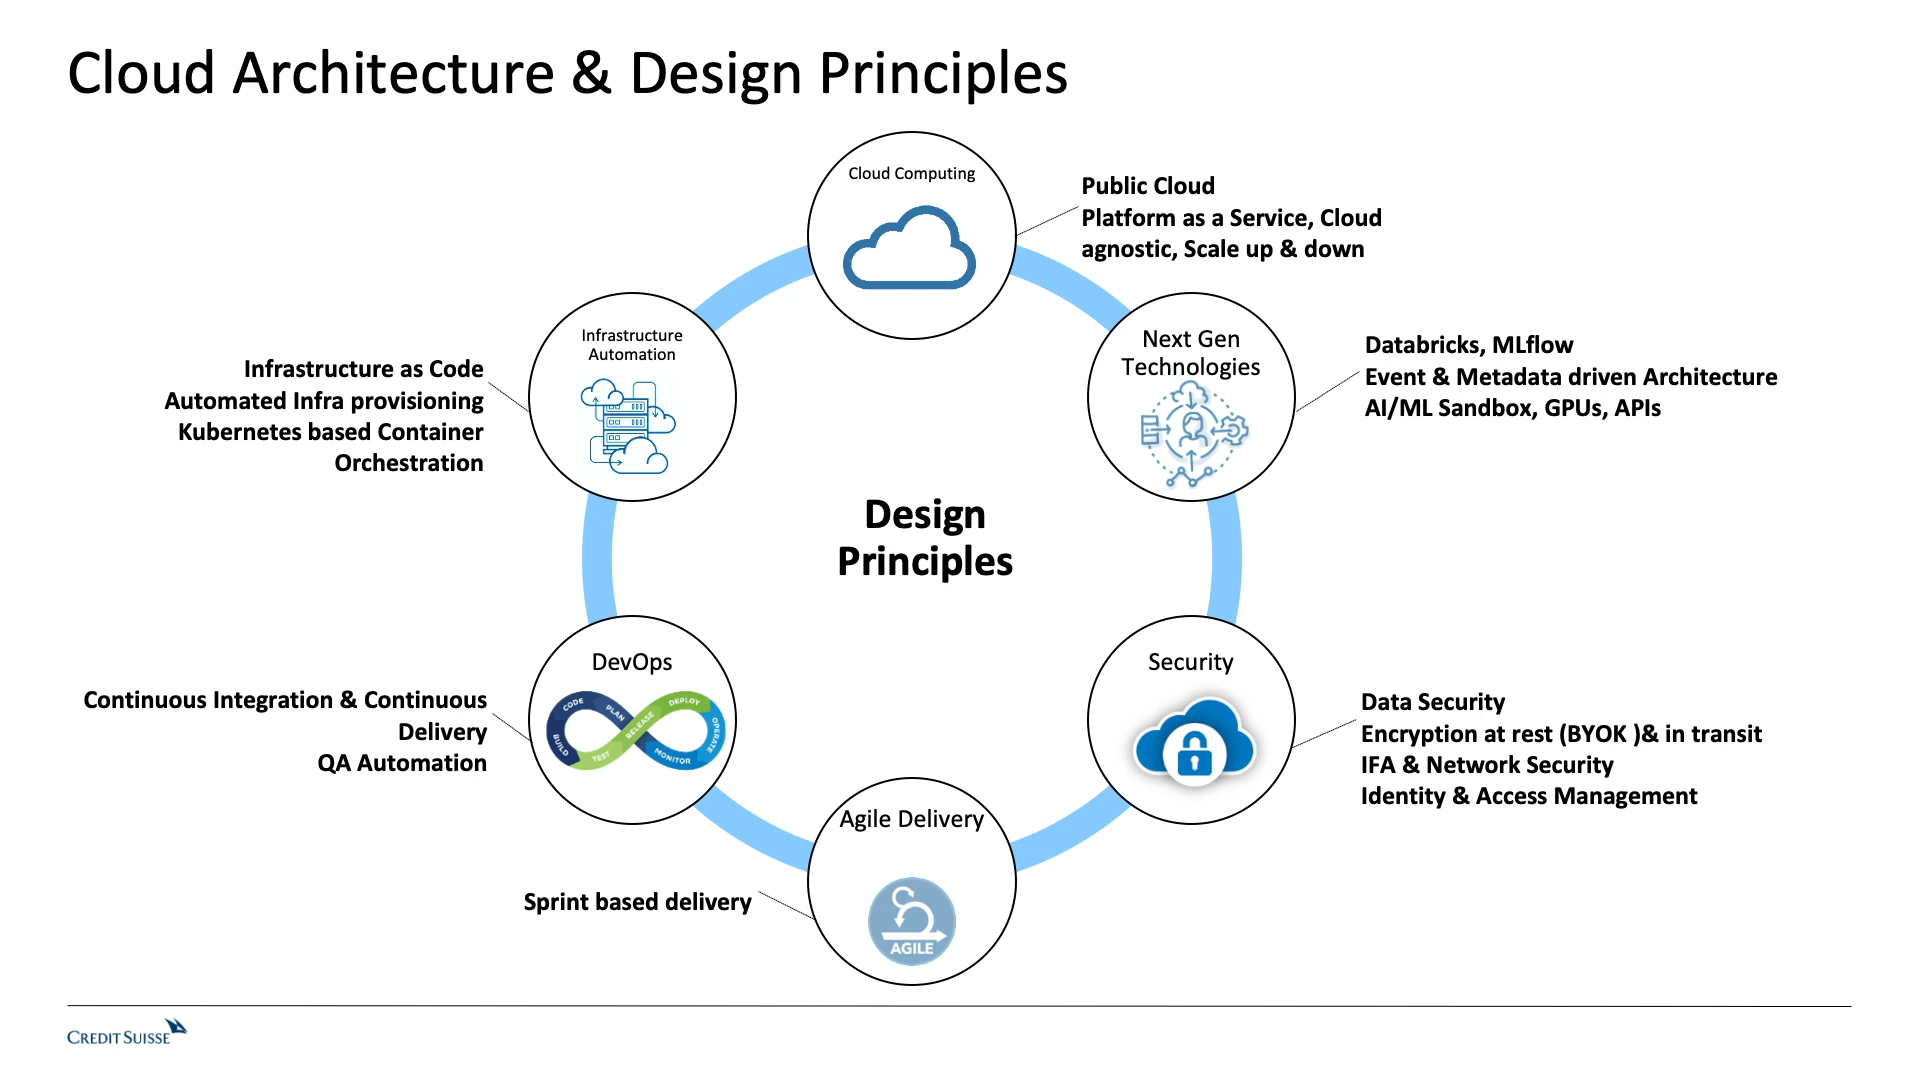 Cloud Architecture & Design Principles
Cloud Computing
Public Cloud
Platform as a Service, Cloud
agnostic, Scale up & down
Infrastructure
Automation
Infrastructure as Code
Automated Infra provisioning
Kubernetes based Container
Orchestration
Next Gen
Technologies
Databricks, MLflow
Event & Metadata driven Architecture
AI/ML Sandbox, GPUs, APIs
Design
Principles
DevOps
CODE
PLAN
BUILD
TEST
RELEASE
DEPLOY
OPERATE
MONITOR
Continuous Integration & Continuous
Delivery
QA Automation
Security
Data Security
Encryption at rest (BYOK )& in transit
IFA & Network Security
Identity & Access Management
Agile Delivery
AGILE
Sprint based delivery
CREDIT SUISSE